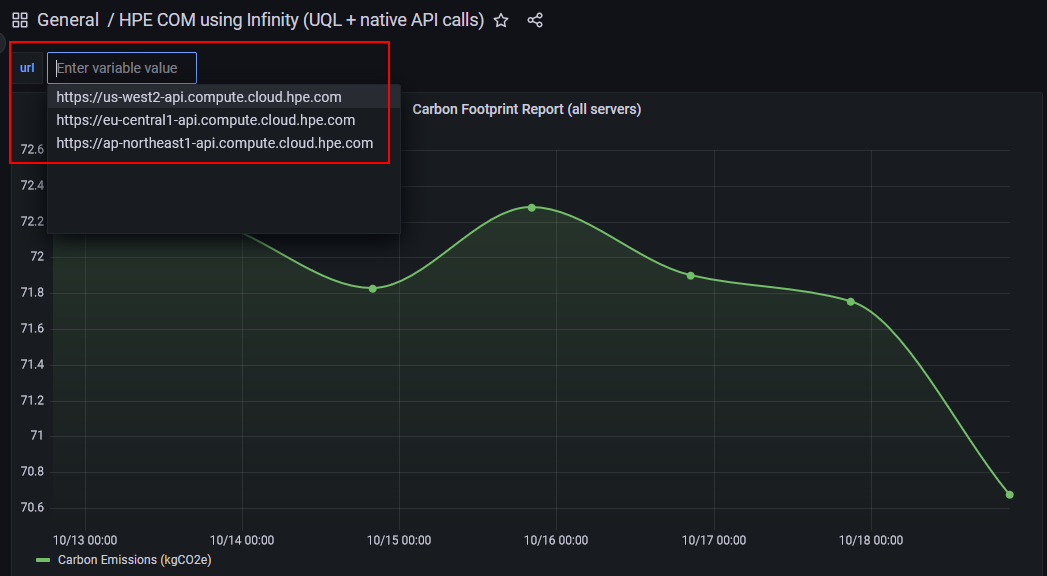 General / HPE COM using Infinity (UQL + native API calls)
url Enter variable value
https://us-west2-api.compute.cloud.hpe.com
https://eu-central1-api.compute.cloud.hpe.com
https://ap-northeast1-api.compute.cloud.hpe.com
Carbon Footprint Report (all servers)
72.6
72.4
72.2
72
71.8
71.6
71.4
71.2
71
70.8
70.6
10/13 00:00 10/14 00:00 10/15 00:00 10/16 00:00 10/17 00:00 10/18 00:00
Carbon Emissions (kgCO2e)